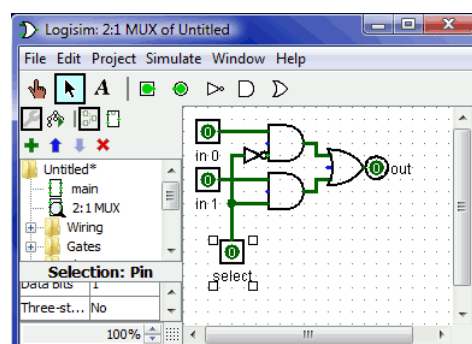 Logisim: 2:1 MUX of Untitled
File Edit Project Simulate Window Help
A
Untitled*
main
2:1 MUX
Wiring
Gates
Selection: Pin
Data Bits 1
Three-st... No
100%
0
in 0
0
in 1
0
select
0
out